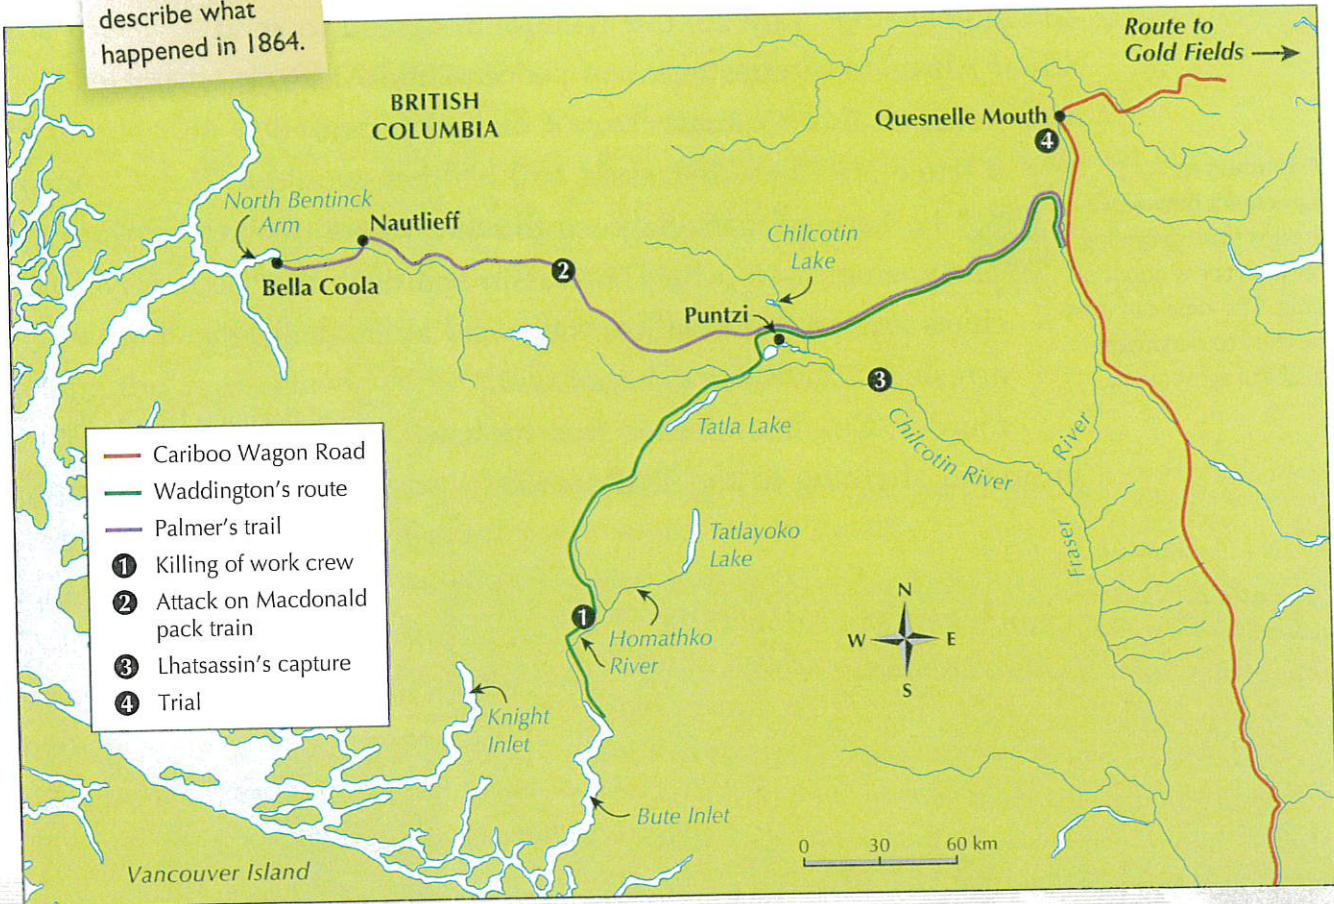 describe what
happened in 1864.
Route to
Gold Fields
BRITISH
COLUMBIA
Quesnelle Mouth
4
North Bentinck
Arm
Nautlieff
Bella Coola
2
Chilcotin
Lake
Puntzi
3
Tatla Lake
Chilcotin River
River
Fraser
Cariboo Wagon Road
Waddington's route
Palmer's trail
1 Killing of work crew
2 Attack on Macdonald
pack train
3 Lhatsassin's capture
4 Trial
Tatlayoko
Lake
1
Homathko
River
N
W E
S
Knight
Inlet
Bute Inlet
0 30 60 km
Vancouver Island